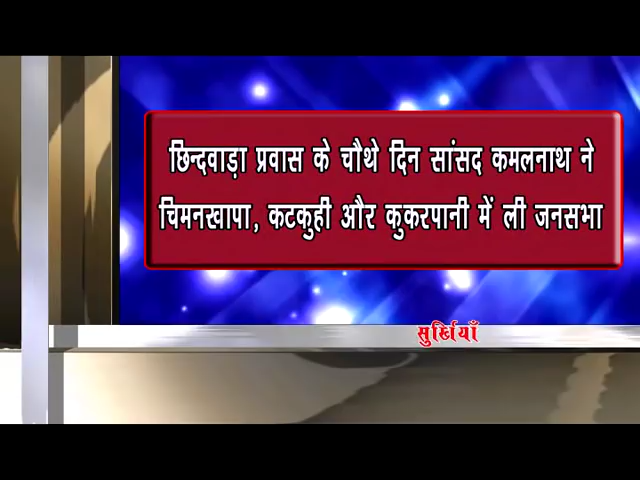 छिन्दवाड़ा प्रवास के चौथे दिन सांसद कमलनाथ ने
चिमनखापा, कटकुही और कुकरपानी में ली जनसभा
सुर्खियाँ